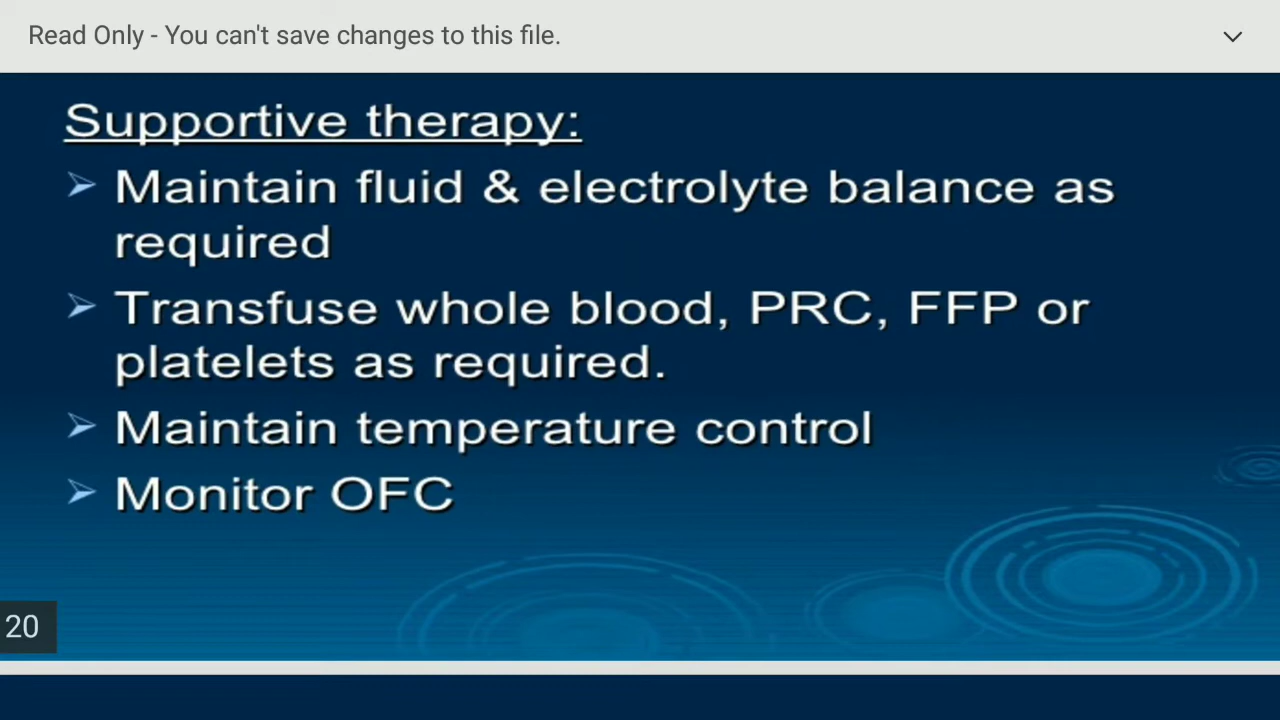 Read Only - You can't save changes to this file.
Supportive therapy:
➢ Maintain fluid & electrolyte balance as
required
➢ Transfuse whole blood, PRC, FFP or
platelets as required.
➢ Maintain temperature control
➢ Monitor OFC
20